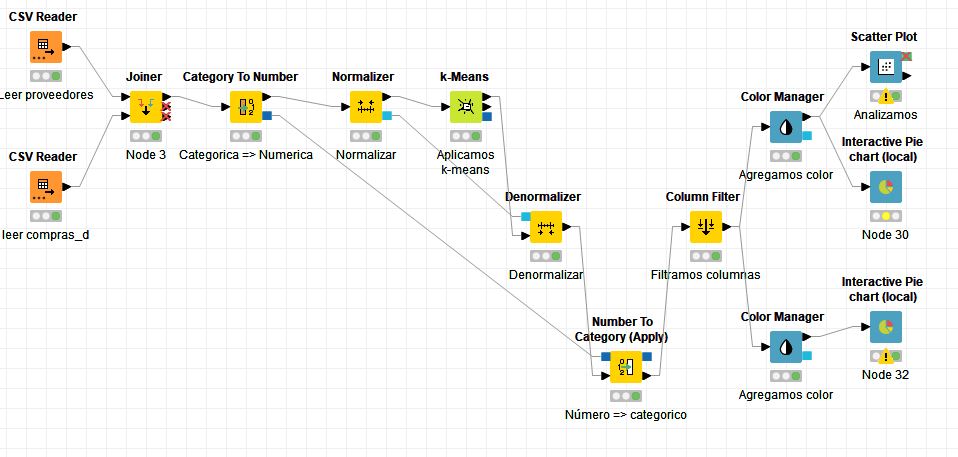 CSV Reader
Leer proveedores
CSV Reader
leer compras_d
Joiner
Node 3
Category To Number
Categorica => Numerica
Normalizer
Normalizar
k-Means
Aplicamos
k-means
Denormalizer
Denormalizar
Number To
Category (Apply)
Número => categorico
Column Filter
Filtramos columnas
Color Manager
Agregamos color
Scatter Plot
Analizamos
Interactive Pie
chart (local)
Node 30
Color Manager
Agregamos color
Interactive Pie
chart (local)
Node 32